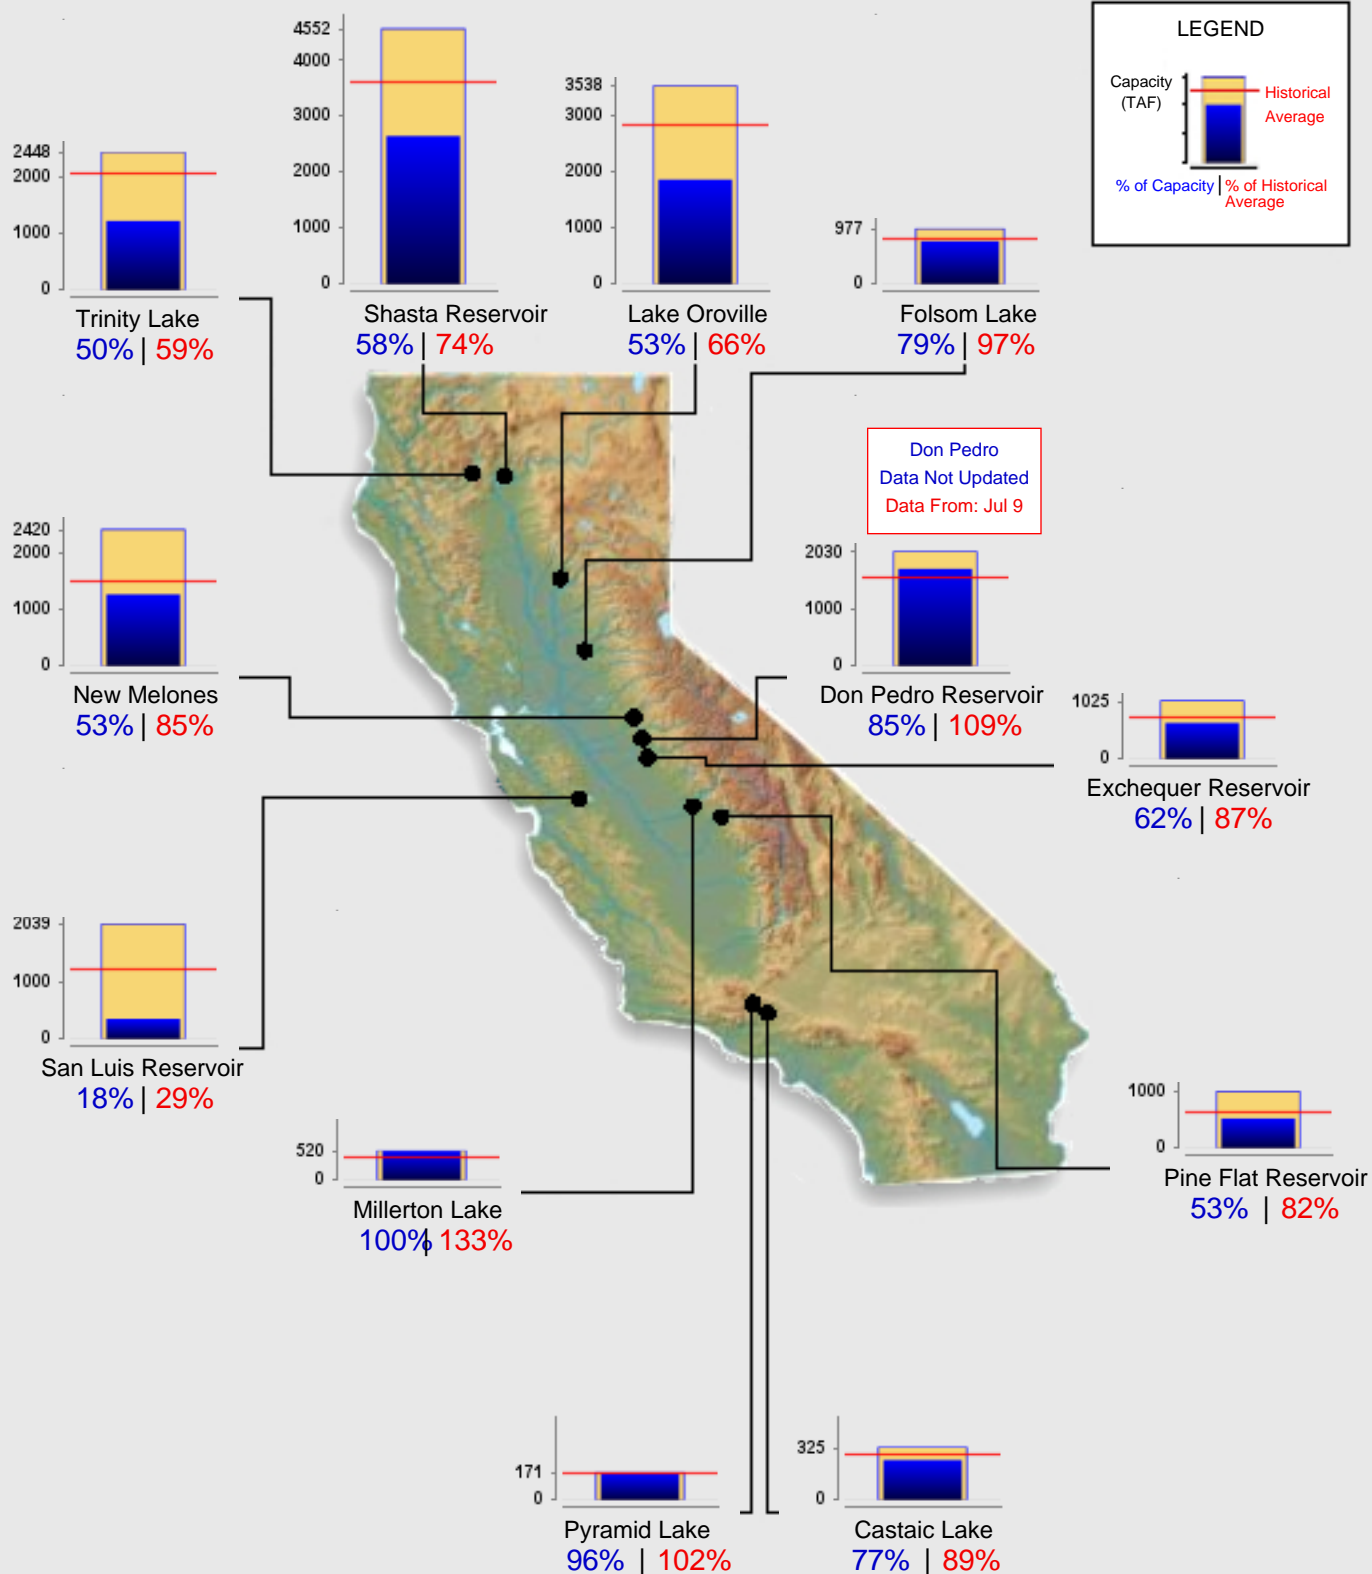 LEGEND
Capacity
(TAF)
Historical
Average
% of Capacity | % of Historical
Average
4552
4000
3000
2000
1000
0
Shasta Reservoir
58% | 74%
3538
3000
2000
1000
0
Lake Oroville
53% | 66%
2448
2000
1000
0
Trinity Lake
50% | 59%
977
0
Folsom Lake
79% | 97%
Don Pedro
Data Not Updated
Data From: Jul 9
2420
2000
1000
0
New Melones
53% | 85%
2030
1000
0
Don Pedro Reservoir
85% | 109%
1025
0
Exchequer Reservoir
62% | 87%
2039
1000
0
San Luis Reservoir
18% | 29%
520
0
Millerton Lake
100% | 133%
1000
0
Pine Flat Reservoir
53% | 82%
171
0
Pyramid Lake
96% | 102%
325
0
Castaic Lake
77% | 89%